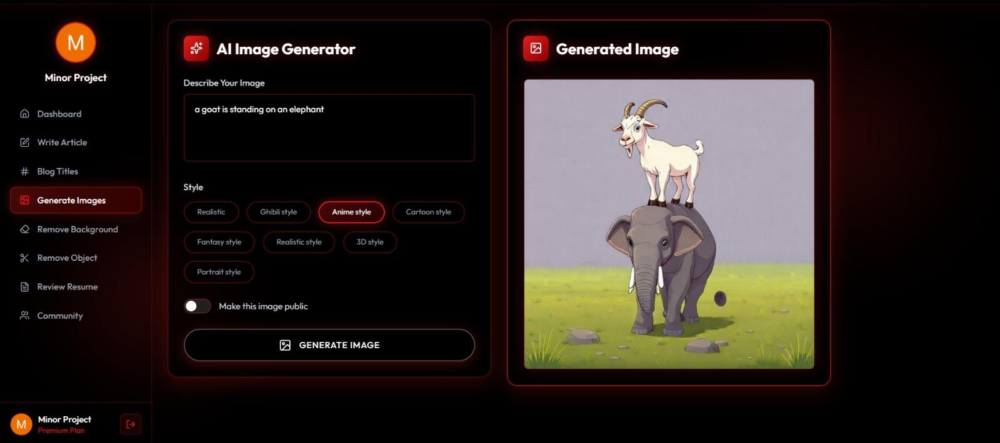 M
Minor Project
Dashboard
Write Article
Blog Titles
Generate Images
Remove Background
Remove Object
Review Resume
Community
M
Minor Project
Premium Plan
AI Image Generator
Describe Your Image
a goat is standing on an elephant
Style
Realistic
Ghibli style
Anime style
Cartoon style
Fantasy style
Realistic style
3D style
Portrait style
Make this image public
GENERATE IMAGE
Generated Image